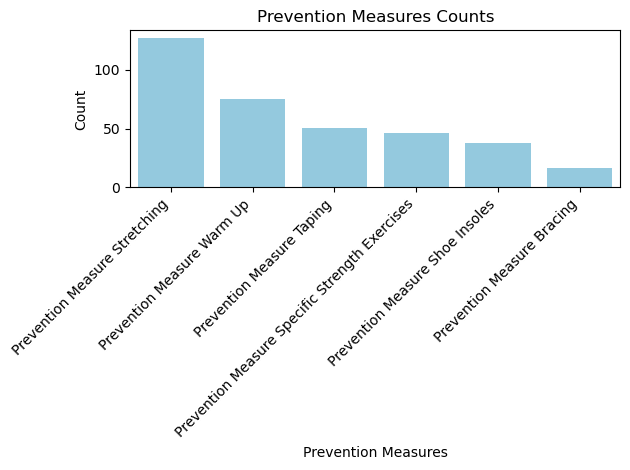 Prevention Measures Counts
Count
100
50
0
Prevention Measure Stretching
Prevention Measure Warm Up
Prevention Measure Taping
Prevention Measure Specific Strength Exercises
Prevention Measure Shoe Insoles
Prevention Measure Bracing
Prevention Measures